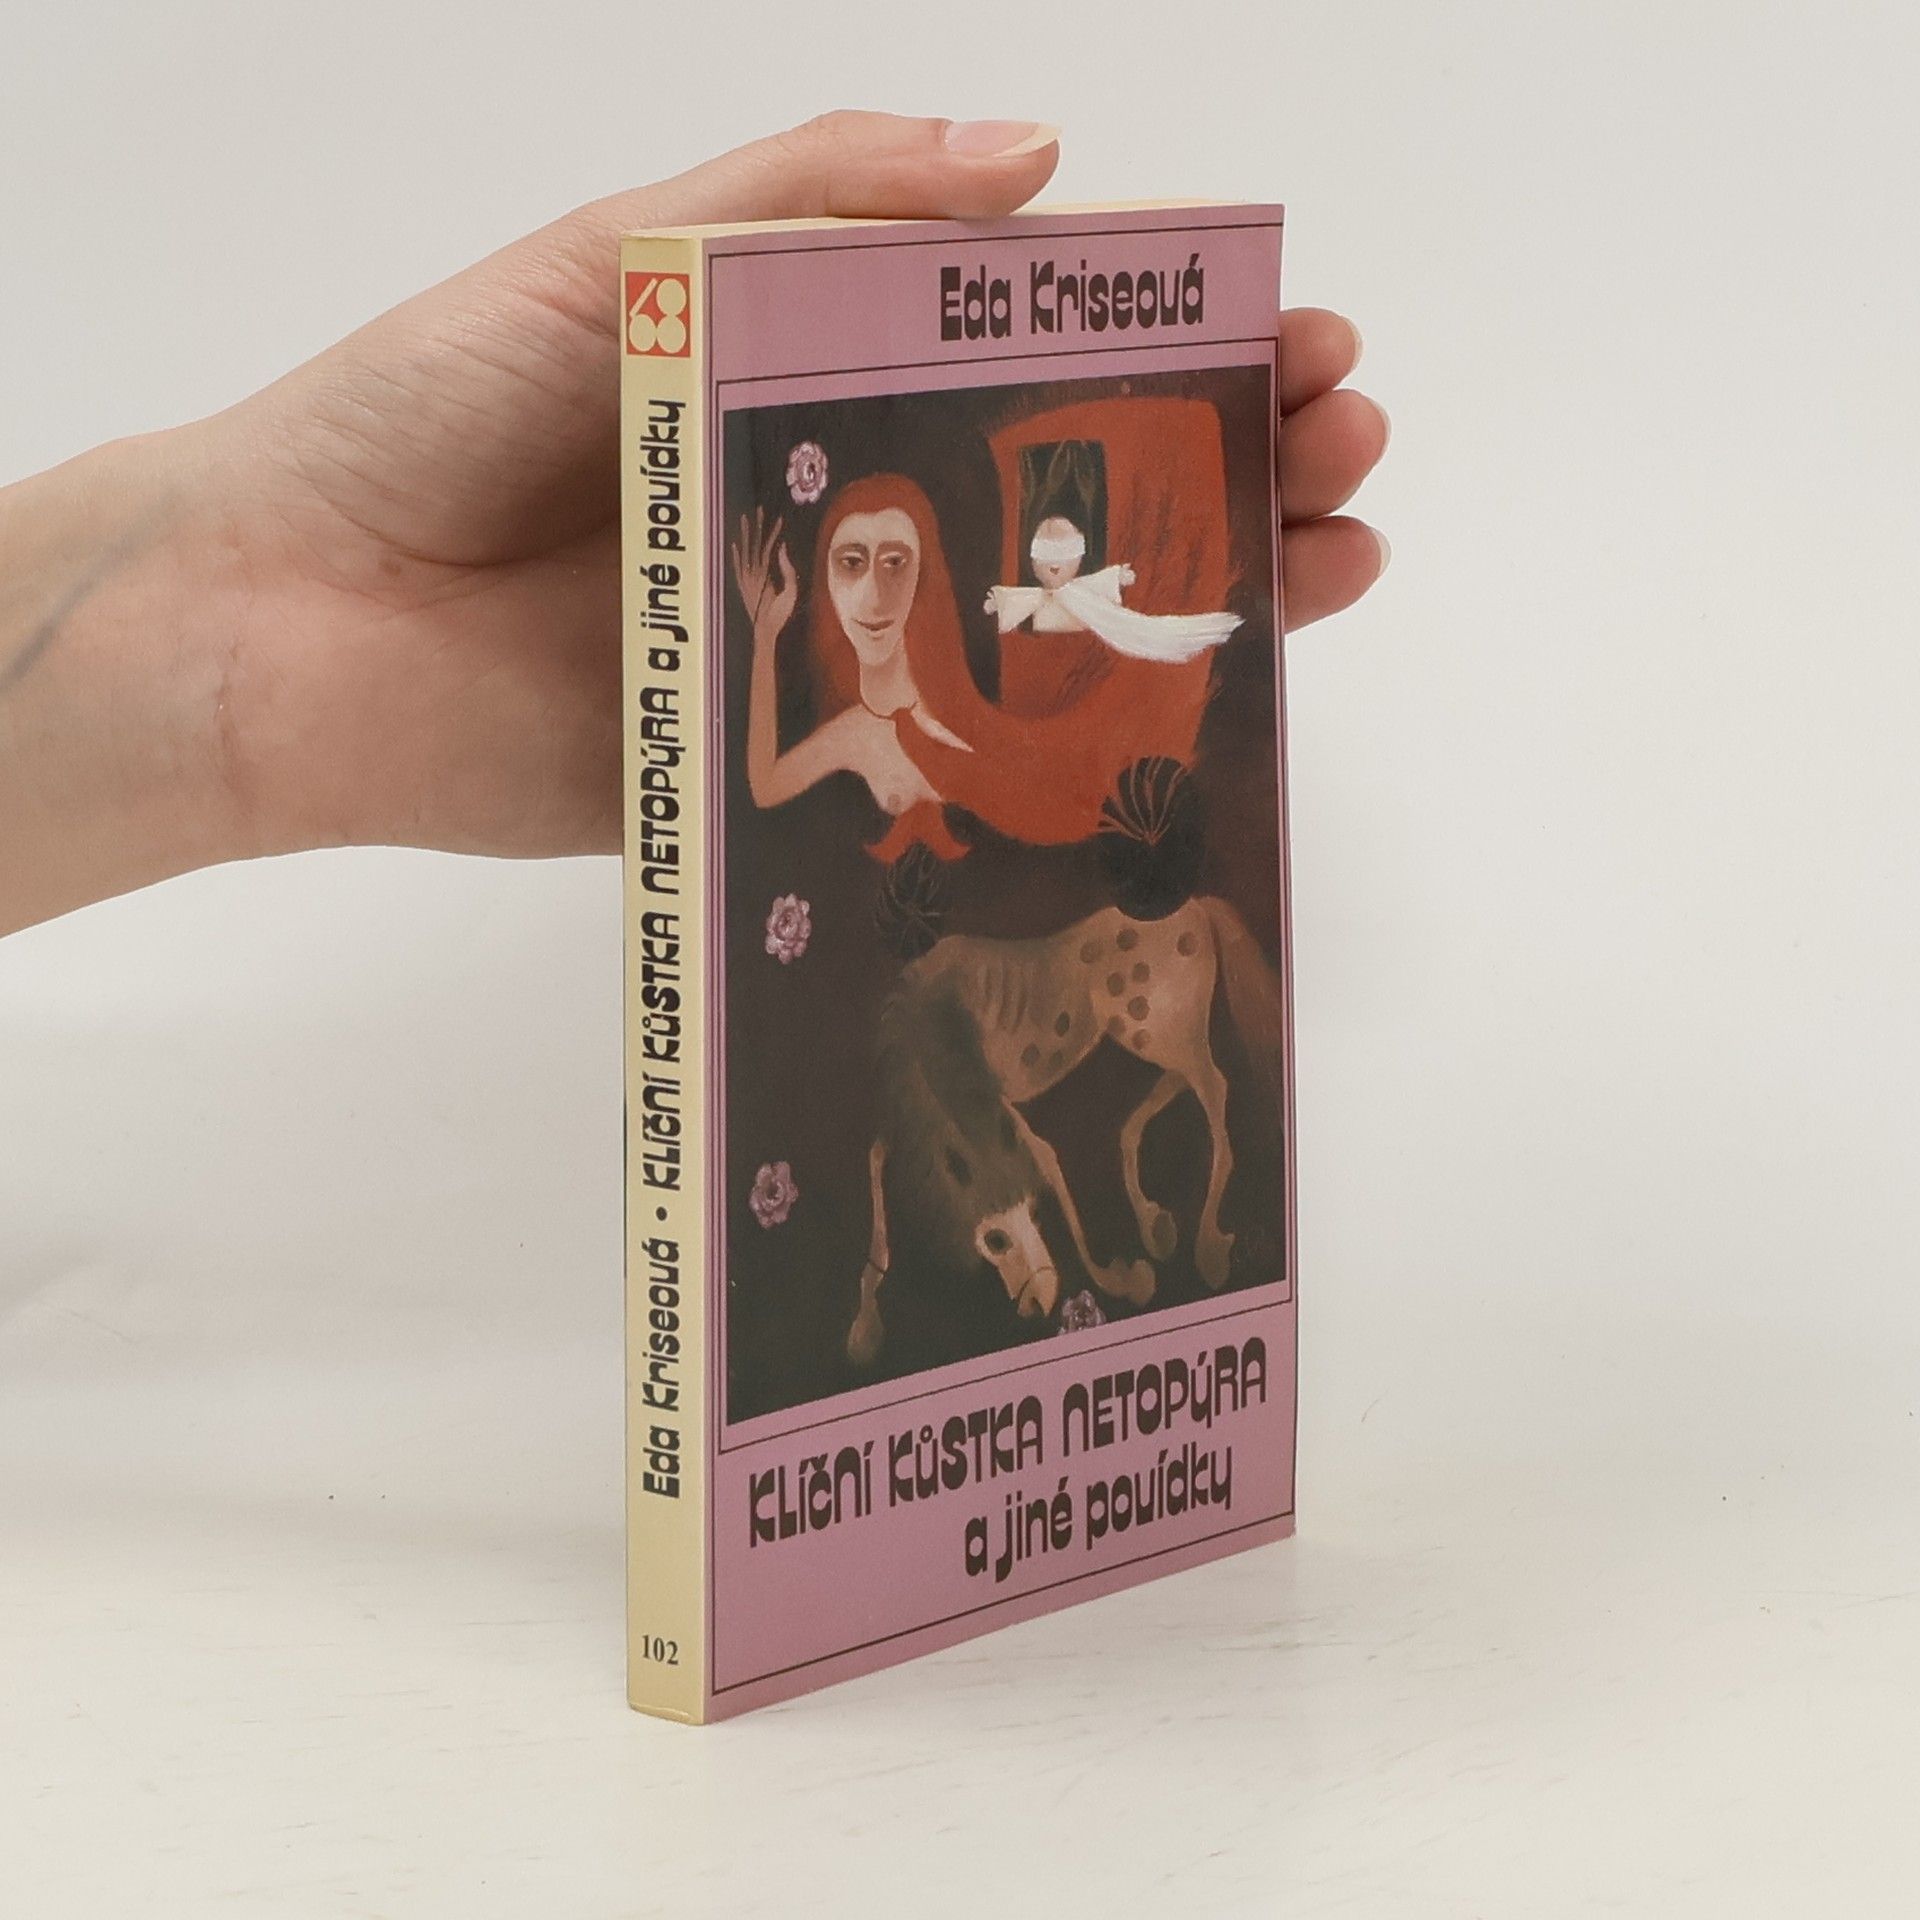 68
Eda Kriseová • KLÍČNÍ KŮSTKA NETOPÝRA a jiné povídky
102
Eda Kriseová
KLÍČNÍ KŮSTKA NETOPÝRA
a jiné povídky